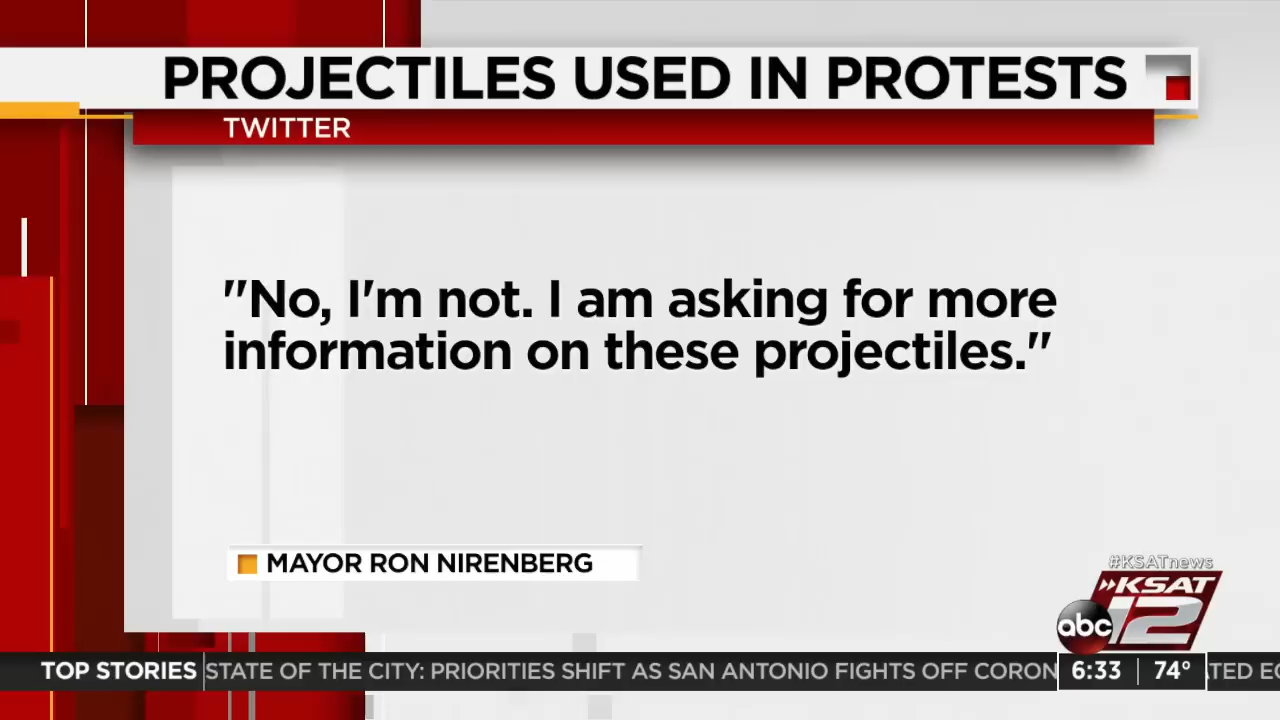 PROJECTILES USED IN PROTESTS
TWITTER
"No, I'm not. I am asking for more
information on these projectiles."
MAYOR RON NIRENBERG
#KSATnews
KSAT
abc 12
TOP STORIES STATE OF THE CITY: PRIORITIES SHIFT AS SAN ANTONIO FIGHTS OFF CORON 6:33 74°